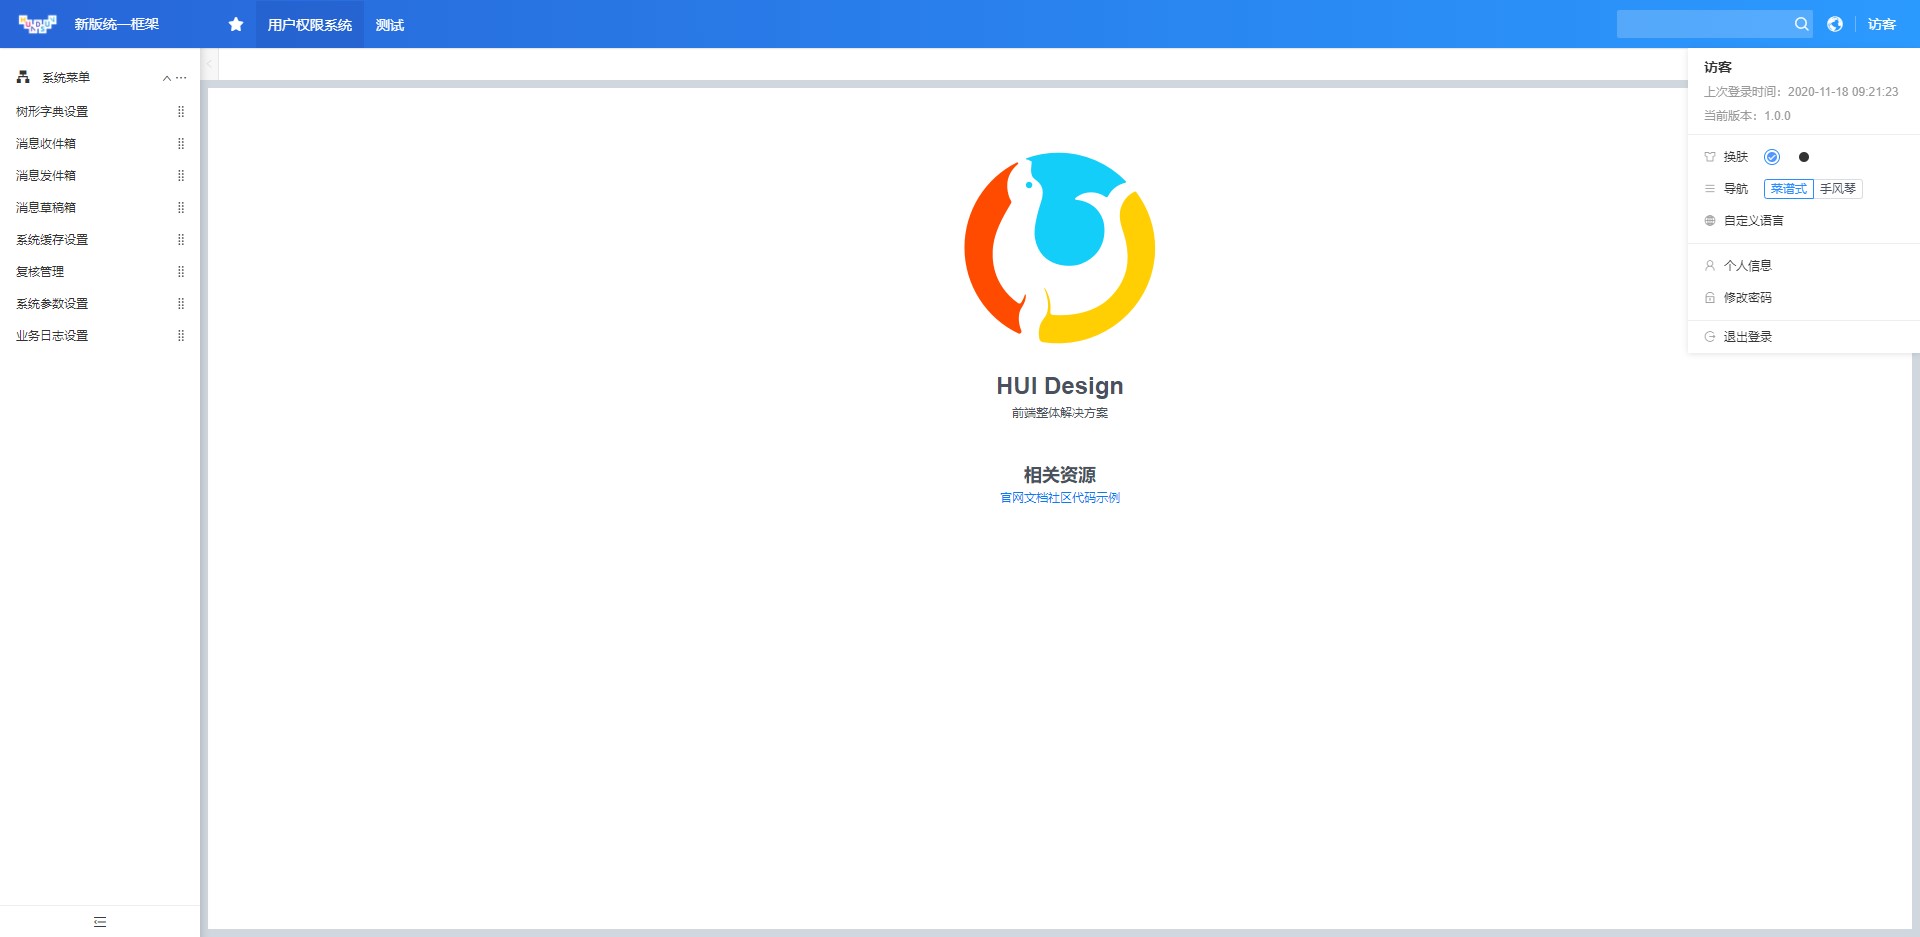 新版统一框架
用户权限系统
测试
访客
系统菜单
树形字典设置
消息收件箱
消息发件箱
消息草稿箱
系统缓存设置
复核管理
系统参数设置
业务日志设置
HUI Design
前端整体解决方案
相关资源
官网文档社区代码示例
访客
上次登录时间：2020-11-18 09:21:23
当前版本：1.0.0
换肤
导航 菜谱式 手风琴
自定义语言
个人信息
修改密码
退出登录